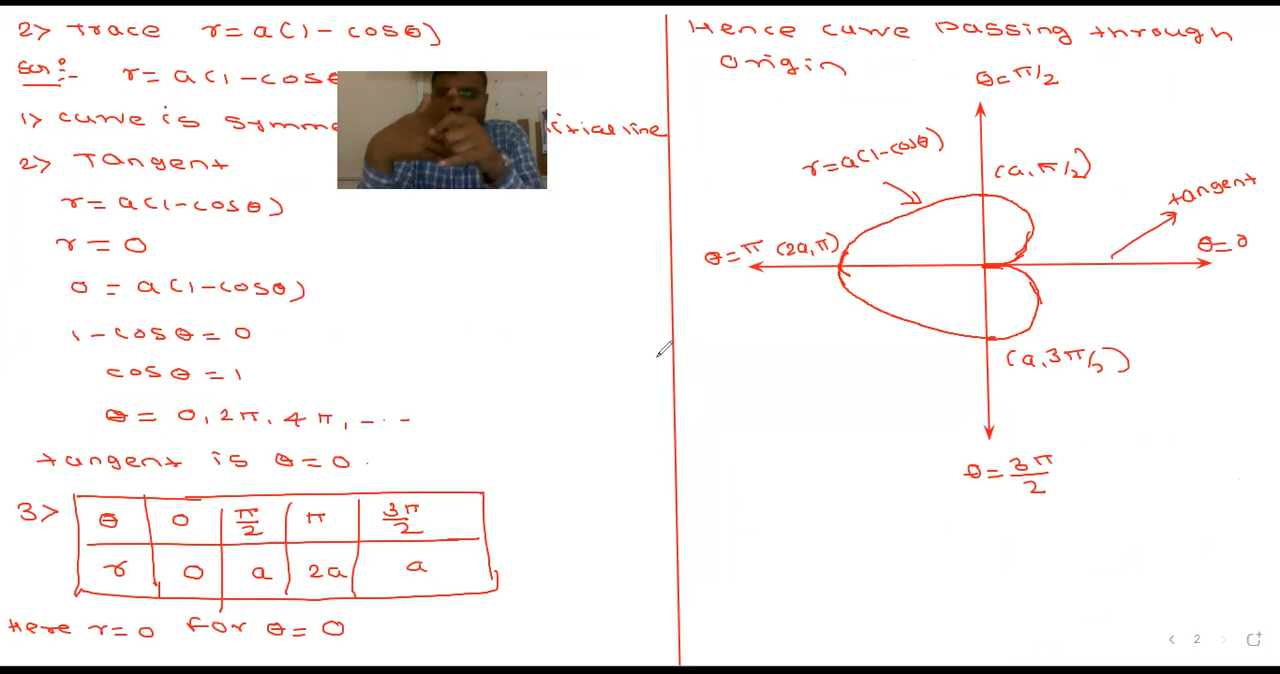 2> Trace r = a(1 - cosθ)
Soln:- r = a(1 - cosθ
1> curve is symme itial line
2> Tangent
r = a(1 - cosθ)
r = 0
0 = a(1 - cosθ)
1 - cosθ = 0
cosθ = 1
θ = 0, 2π, 4π, - - -
tangent is θ = 0.
3> θ 0 π/2 π 3π/2
r 0 a 2a a
Here r = 0 for θ = 0
Hence curve passing through
origin
θ = π/2
r = a(1 - cosθ)
(a, π/2)
tangent
θ = π (2a, π)
θ = 0
(a, 3π/2)
θ = 3π/2
2